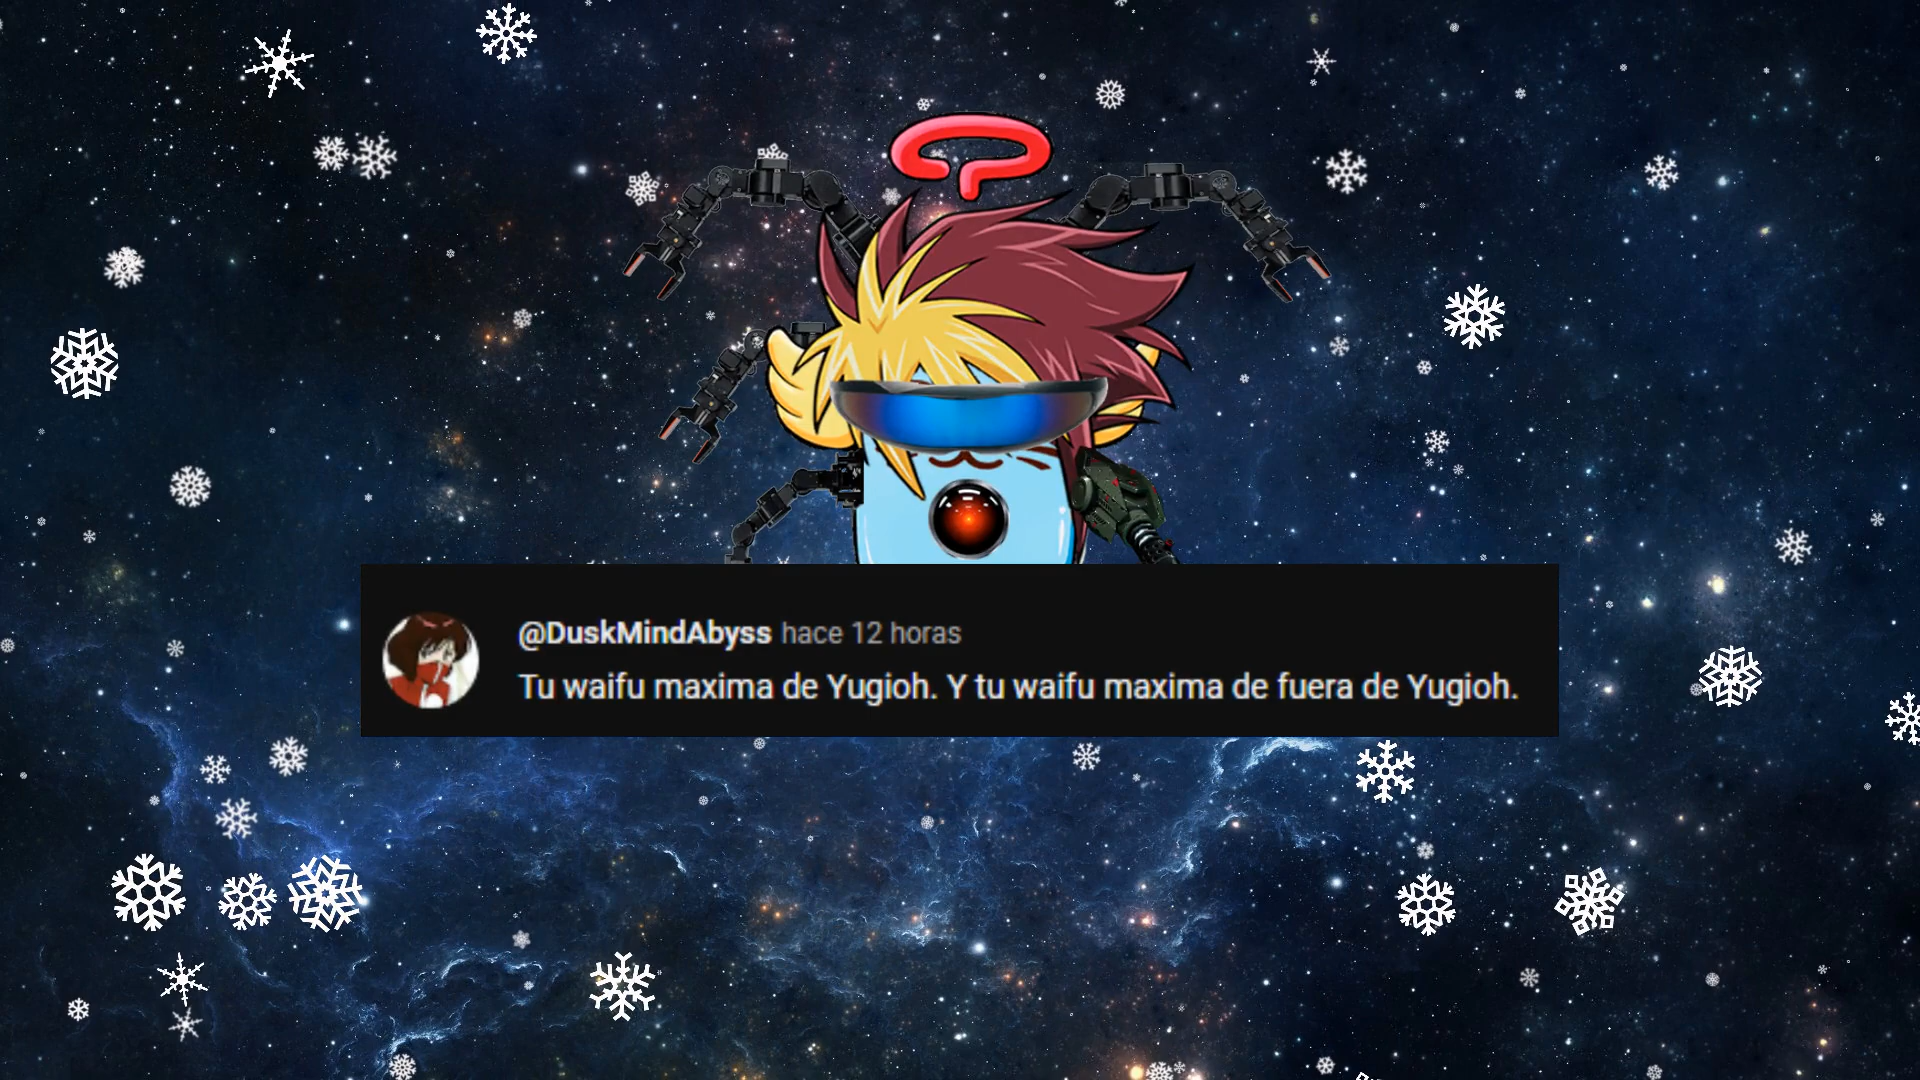 @DuskMindAbyss hace 12 horas
Tu waifu maxima de Yugioh. Y tu waifu maxima de fuera de Yugioh.